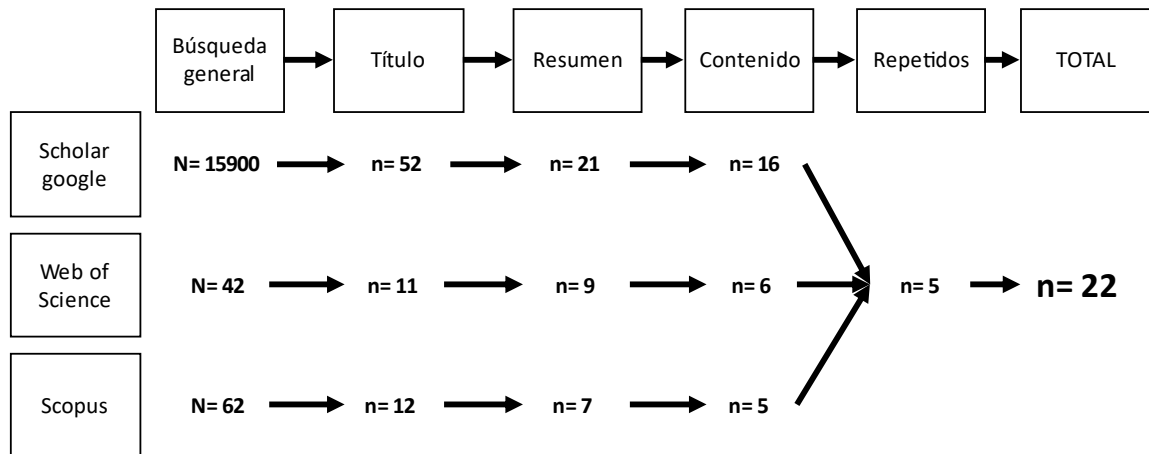 Búsqueda
general
Título
Resumen
Contenido
Repetidos
TOTAL
Scholar
google
N= 15900
n= 52
n= 21
n= 16
Web of
Science
N= 42
n= 11
n= 9
n= 6
n= 5
n= 22
Scopus
N= 62
n= 12
n= 7
n= 5